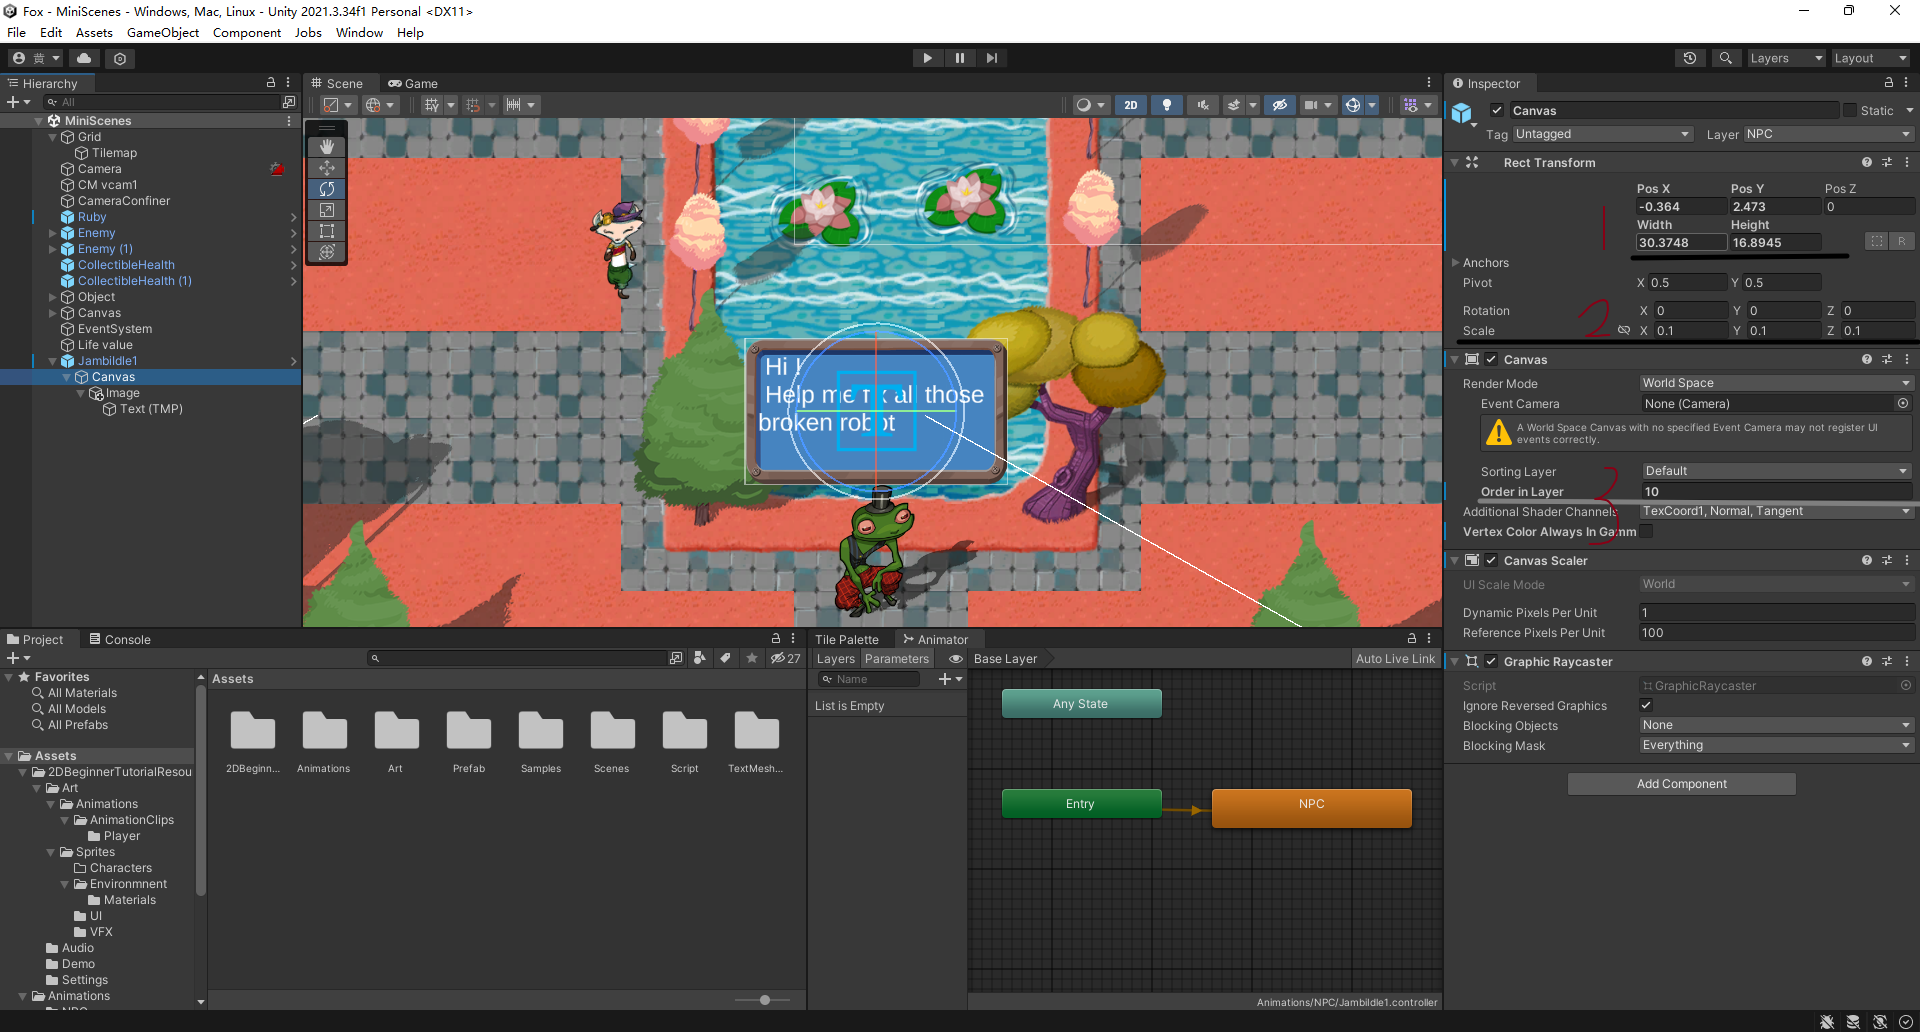 Fox - MiniScenes - Windows, Mac, Linux - Unity 2021.3.34f1 Personal <DX11>
File Edit Assets GameObject Component Jobs Window Help
黄 Layers Layout
Hierarchy
All
MiniScenes
Grid
Tilemap
Camera
CM vcam1
CameraConfiner
Ruby
Enemy
Enemy (1)
CollectibleHealth
CollectibleHealth (1)
Object
Canvas
EventSystem
Life value
JambiIdle1
Canvas
Image
Text (TMP)
Scene Game
2D
Hi !
Help me fix all those
broken robot
Inspector
Canvas Static
Tag Untagged Layer NPC
Rect Transform
Pos X Pos Y Pos Z
-0.364 2.473 0
Width Height
30.3748 16.8945 R
1
Anchors
Pivot X 0.5 Y 0.5
Rotation X 0 Y 0 Z 0
2
Scale X 0.1 Y 0.1 Z 0.1
Canvas
Render Mode World Space
Event Camera None (Camera)
A World Space Canvas with no specified Event Camera may not register UI
events correctly.
Sorting Layer Default
3
Order in Layer 10
Additional Shader Channels TexCoord1, Normal, Tangent
Vertex Color Always In Gamm
Canvas Scaler
UI Scale Mode World
Dynamic Pixels Per Unit 1
Reference Pixels Per Unit 100
Graphic Raycaster
Script GraphicRaycaster
Ignore Reversed Graphics
Blocking Objects None
Blocking Mask Everything
Add Component
Project Console
27
Favorites
All Materials
All Models
All Prefabs
Assets
2DBeginnerTutorialResou
Art
Animations
AnimationClips
Player
Sprites
Characters
Environmnent
Materials
UI
VFX
Audio
Demo
Settings
Animations
NPC
Assets
2DBeginn... Animations Art Prefab Samples Scenes Script TextMesh...
Tile Palette Animator
Layers Parameters Base Layer Auto Live Link
Name
List is Empty
Any State
Entry NPC
Animations/NPC/JambiIdle1.controller